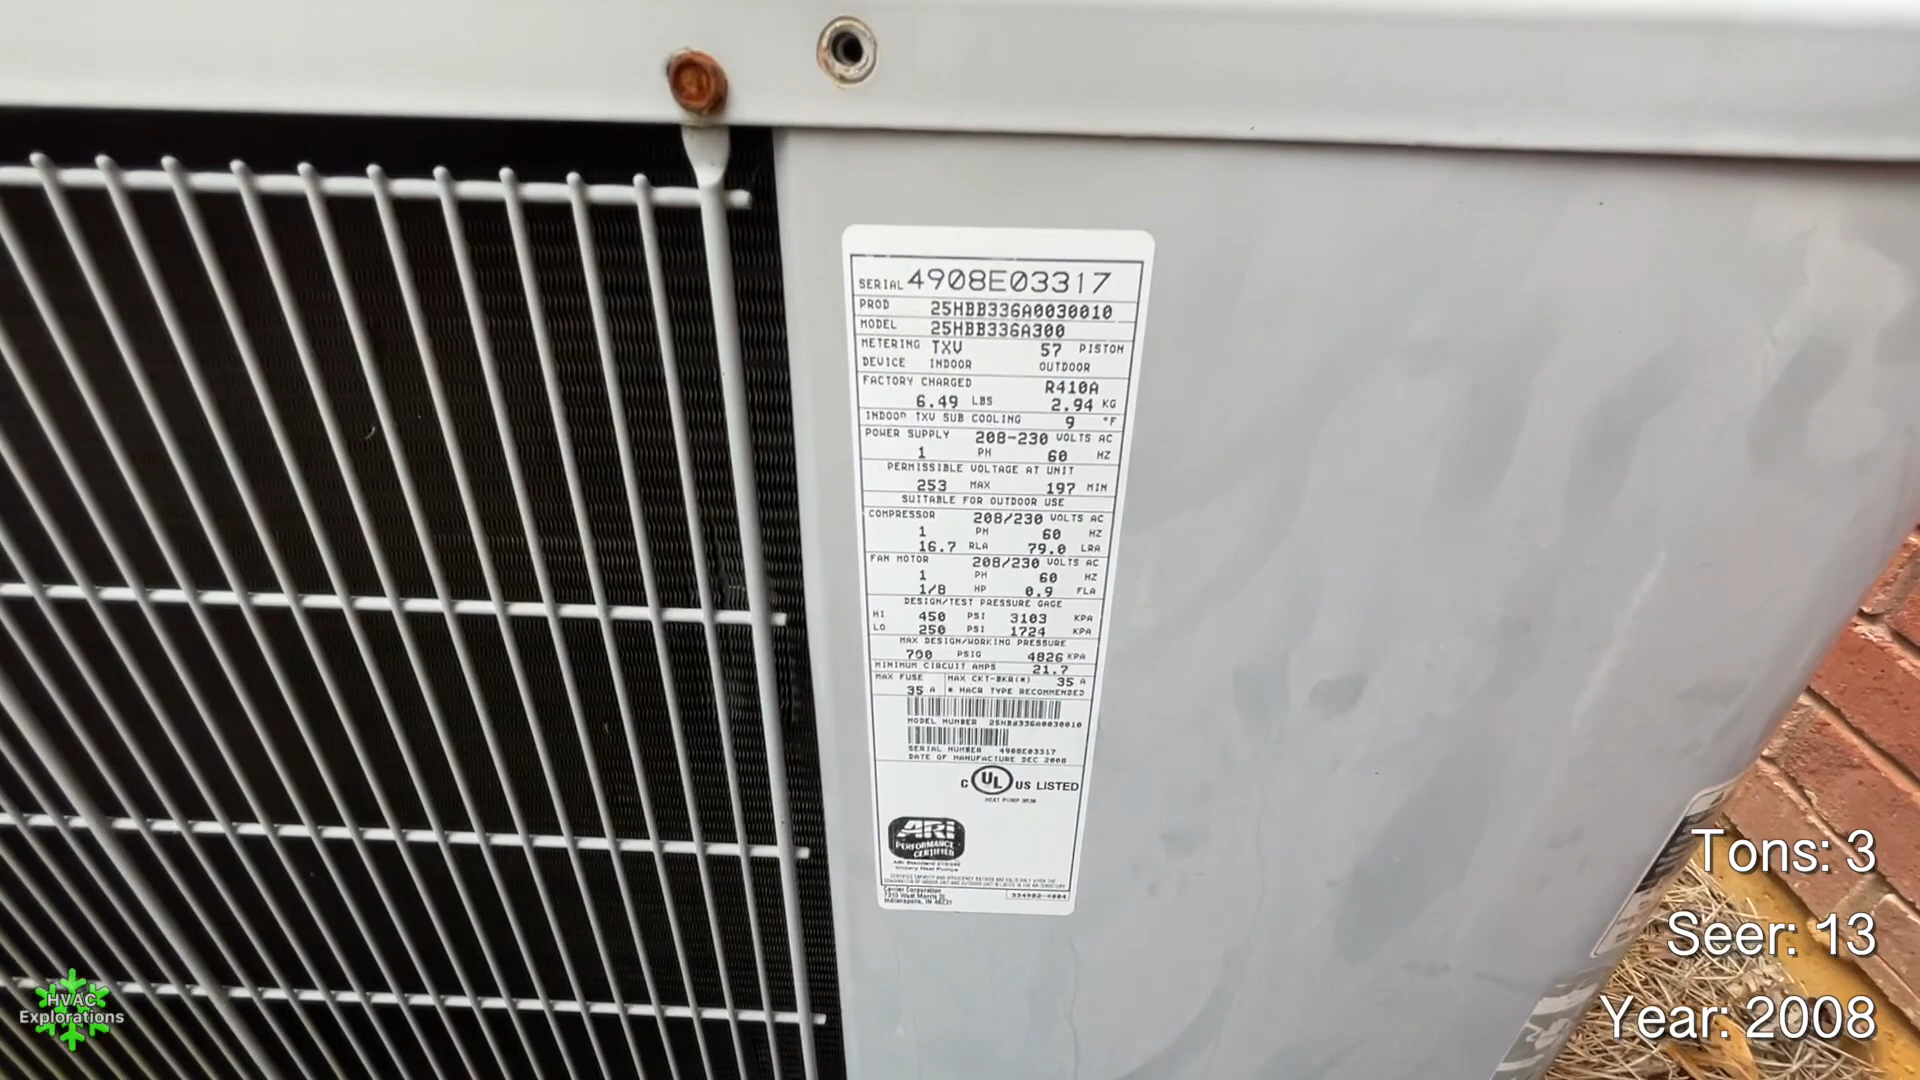 SERIAL 4908E03317
PROD 25HBB336A0030010
MODEL 25HBB336A300
METERING TXV 57 PISTON
DEVICE INDOOR OUTDOOR
FACTORY CHARGED R410A
6.49 LBS 2.94 KG
INDOOR TXV SUB COOLING 9 °F
POWER SUPPLY 208-230 VOLTS AC
1 PH 60 HZ
PERMISSIBLE VOLTAGE AT UNIT
253 MAX 197 MIN
SUITABLE FOR OUTDOOR USE
COMPRESSOR 208/230 VOLTS AC
1 PH 60 HZ
16.7 RLA 79.0 LRA
FAN MOTOR 208/230 VOLTS AC
1 PH 60 HZ
1/8 HP 0.9 FLA
DESIGN/TEST PRESSURE GAGE
HI 450 PSI 3103 KPA
LO 250 PSI 1724 KPA
MAX DESIGN/WORKING PRESSURE
700 PSIG 4826 KPA
MINIMUM CIRCUIT AMPS 21.7
MAX FUSE MAX CKT-BKR(*) 35 A
35 A * HACR TYPE RECOMMENDED
MODEL NUMBER 25HBB336A0030010
SERIAL NUMBER 4908E03317
DATE OF MANUFACTURE DEC 2008
C UL US LISTED
ARI
PERFORMANCE
CERTIFIED
Unitary Heat Pumps
Carrier Corporation
Indianapolis, IN 46231
Tons: 3
Seer: 13
Year: 2008
HVAC
Explorations